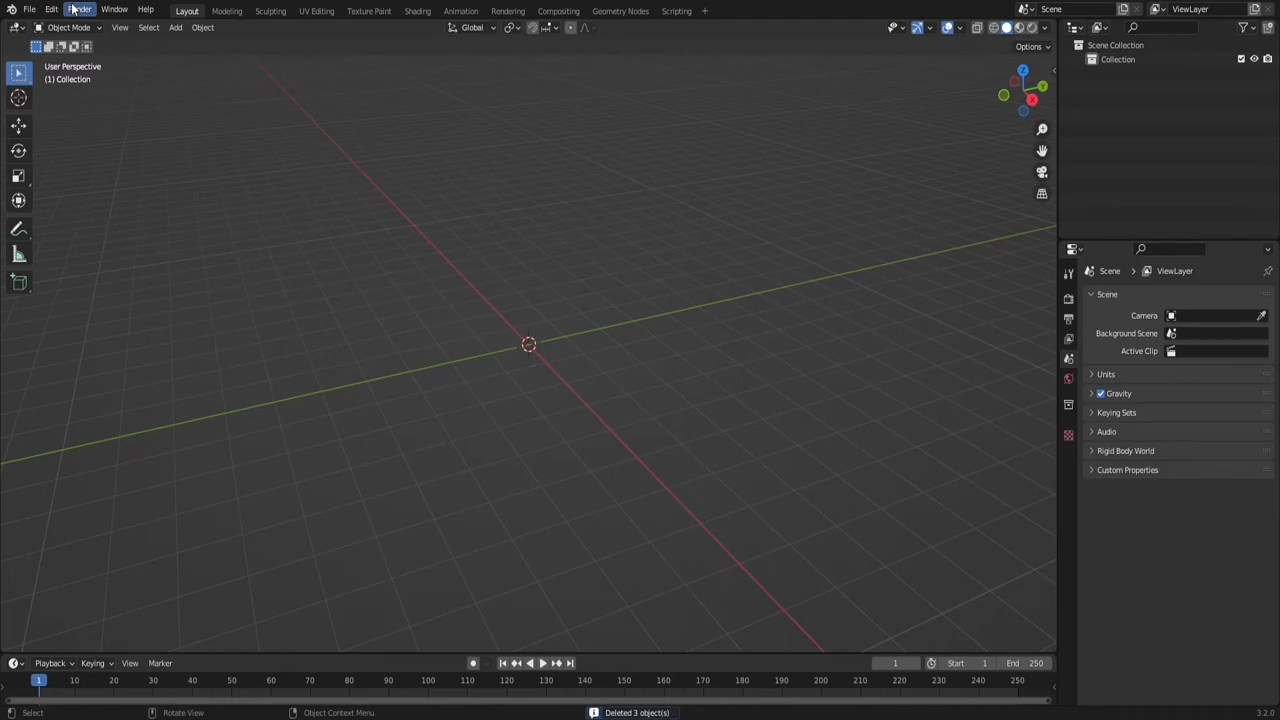 File Edit Render Window Help Layout Modeling Sculpting UV Editing Texture Paint Shading Animation Rendering Compositing Geometry Nodes Scripting + Scene ViewLayer
Object Mode View Select Add Object Global
Options
User Perspective
(1) Collection
Z
Y
X
Scene Collection
Collection
Scene ViewLayer
Scene
Camera
Background Scene
Active Clip
Units
Gravity
Keying Sets
Audio
Rigid Body World
Custom Properties
Playback Keying View Marker 1 Start 1 End 250
1 10 20 30 40 50 60 70 80 90 100 110 120 130 140 150 160 170 180 190 200 210 220 230 240 250
Select Rotate View Object Context Menu Deleted 3 object(s) 3.2.0